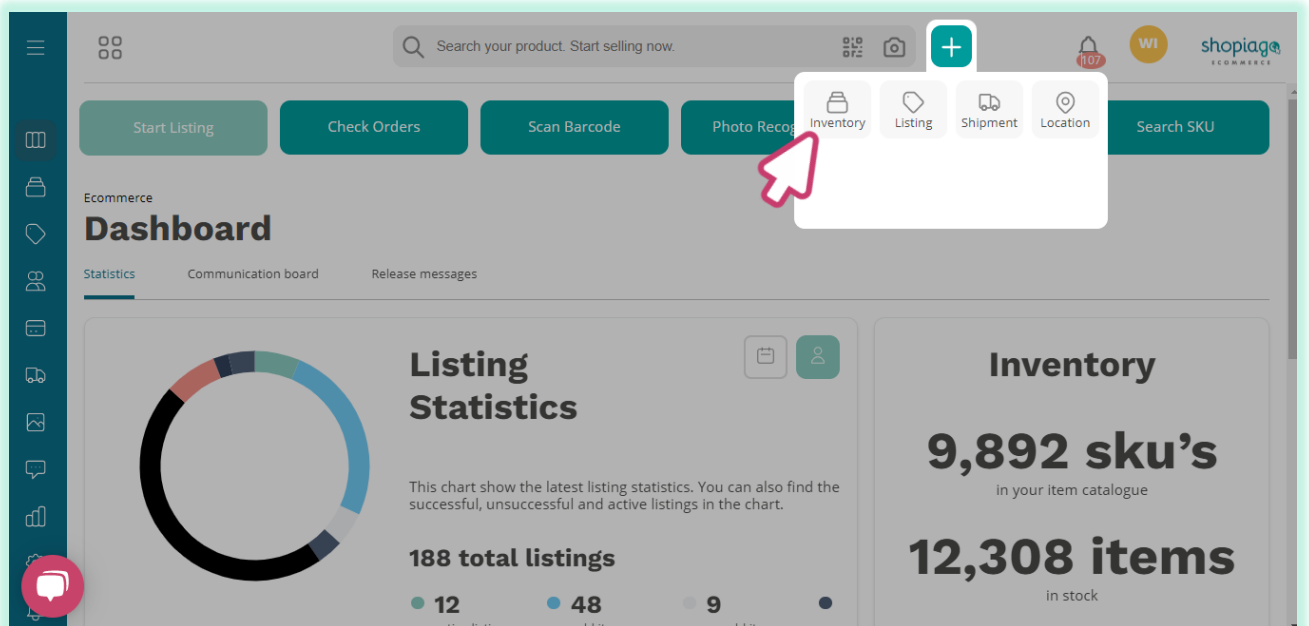 Search your product. Start selling now.
107
WI
shopiago
ECOMMERCE
Inventory
Listing
Shipment
Location
Start Listing
Check Orders
Scan Barcode
Photo Recog
Search SKU
Ecommerce
Dashboard
Statistics
Communication board
Release messages
Listing
Statistics
This chart show the latest listing statistics. You can also find the
successful, unsuccessful and active listings in the chart.
188 total listings
12
48
9
Inventory
9,892 sku’s
in your item catalogue
12,308 items
in stock